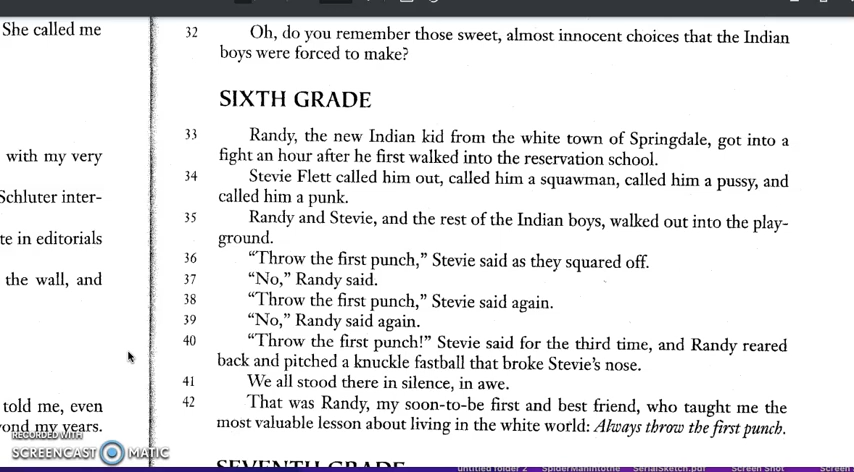 She called me
with my very
Schluter inter-
te in editorials
the wall, and
told me, even
yond my years.
32 Oh, do you remember those sweet, almost innocent choices that the Indian
boys were forced to make?
SIXTH GRADE
33 Randy, the new Indian kid from the white town of Springdale, got into a
fight an hour after he first walked into the reservation school.
34 Stevie Flett called him out, called him a squawman, called him a pussy, and
called him a punk.
35 Randy and Stevie, and the rest of the Indian boys, walked out into the play-
ground.
36 “Throw the first punch,” Stevie said as they squared off.
37 “No,” Randy said.
38 “Throw the first punch,” Stevie said again.
39 “No,” Randy said again.
40 “Throw the first punch!” Stevie said for the third time, and Randy reared
back and pitched a knuckle fastball that broke Stevie’s nose.
41 We all stood there in silence, in awe.
42 That was Randy, my soon-to-be first and best friend, who taught me the
most valuable lesson about living in the white world: Always throw the first punch.
SEVENTH GRADE
RECORDED WITH
SCREENCAST MATIC
untitled folder 2 SpiderManintothe SerialSketch.pdf Screen Shot Screen